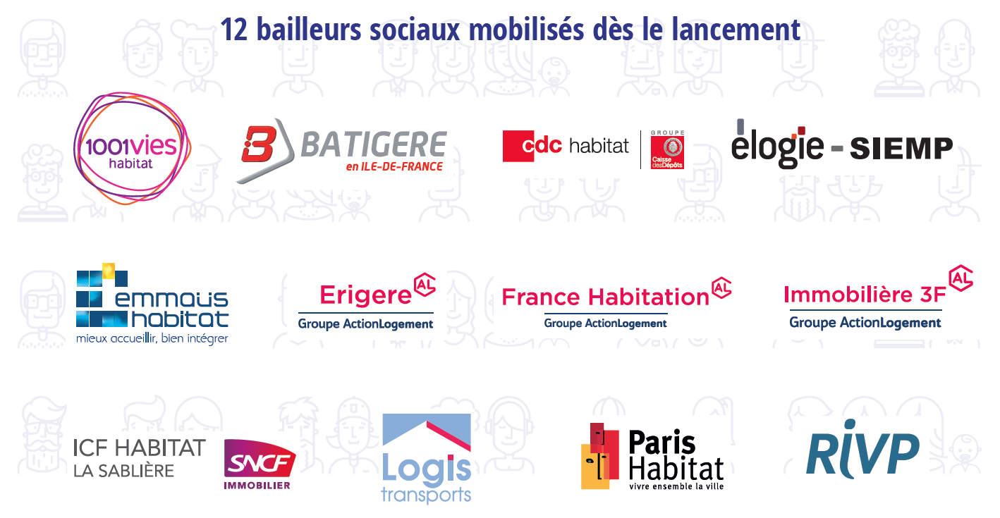 12 bailleurs sociaux mobilisés dès le lancement
1001vies
habitat
BATIGERE
en ILE-DE-FRANCE
cdc habitat
GROUPE
Caisse
desDépôts
élogie - SIEMP
emmaüs
habitat
mieux accueillir, bien intégrer
Erigere AL
Groupe ActionLogement
France Habitation AL
Groupe ActionLogement
Immobilière 3F AL
Groupe ActionLogement
ICF HABITAT
LA SABLIÈRE
SNCF
IMMOBILIER
Logis
transports
Paris
Habitat
vivre ensemble la ville
RIVP